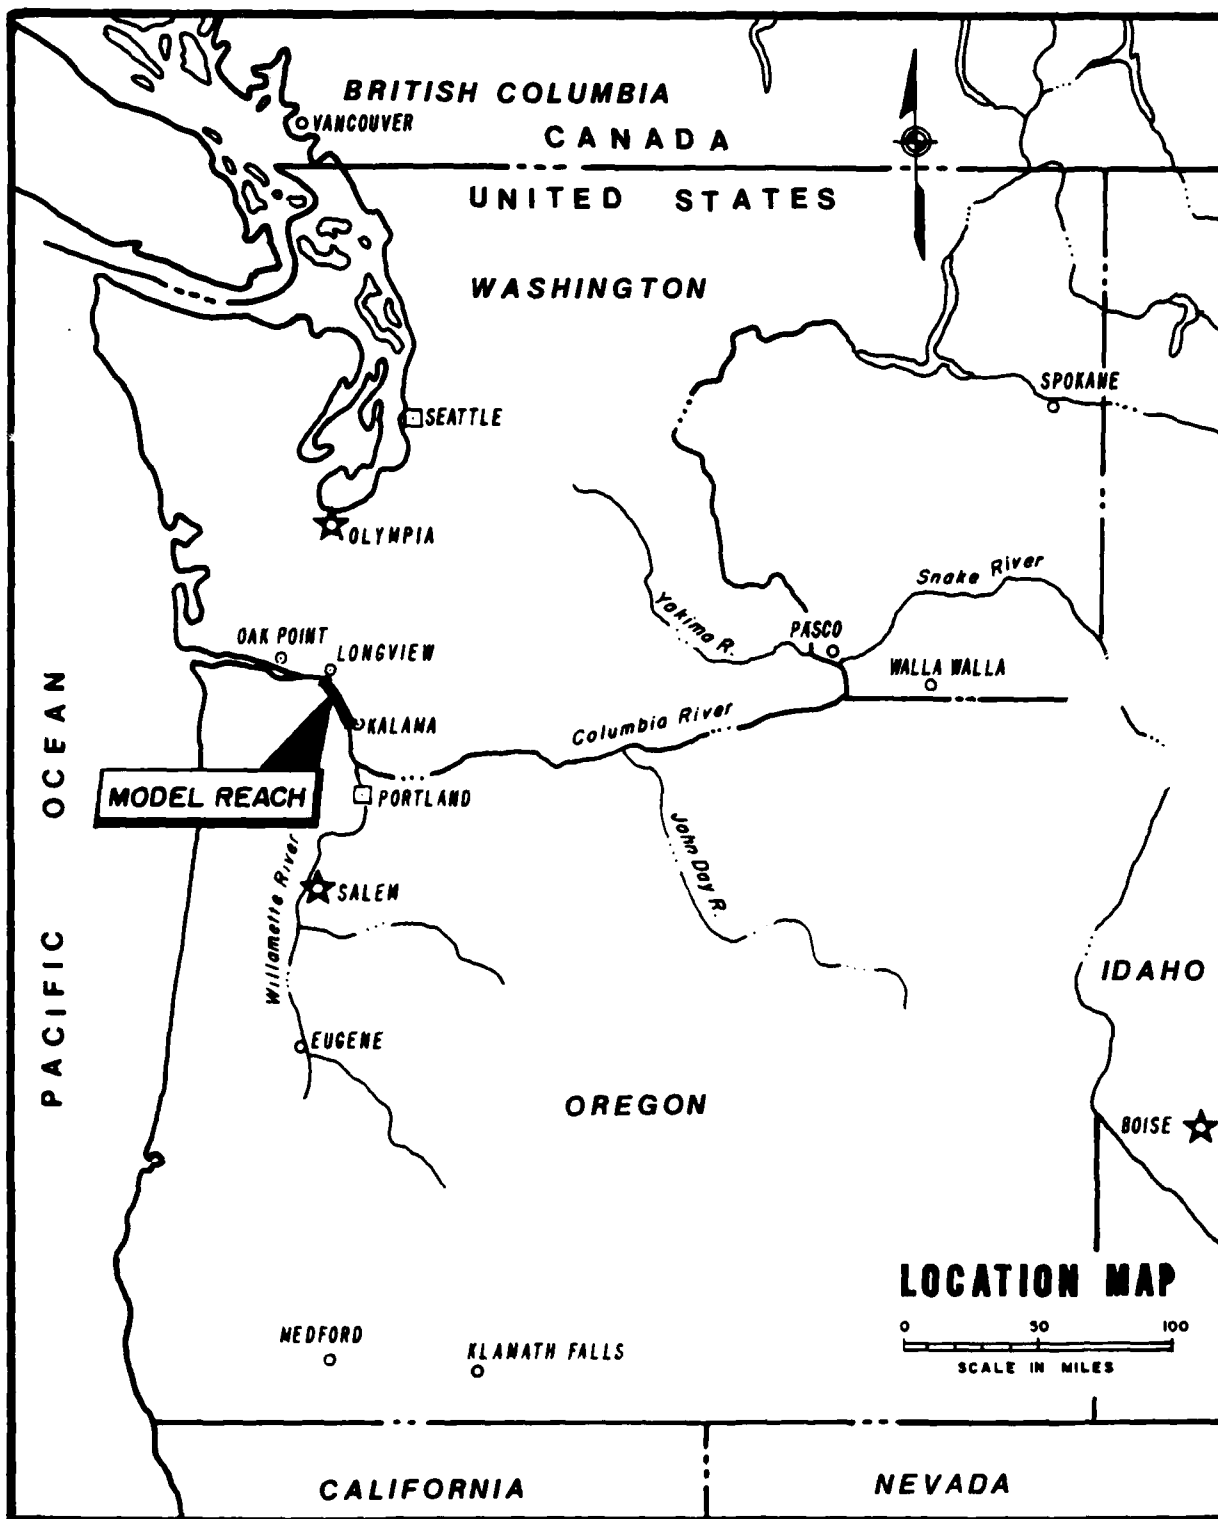 BRITISH COLUMBIA
VANCOUVER
CANADA
UNITED STATES
WASHINGTON
SPOKANE
SEATTLE
OLYMPIA
Snake River
Yakima R.
PASCO
OAK POINT
LONGVIEW
WALLA WALLA
KALAMA
Columbia River
PACIFIC OCEAN
MODEL REACH
PORTLAND
John Day R.
Willamette River
SALEM
IDAHO
EUGENE
OREGON
BOISE
LOCATION MAP
0 50 100
SCALE IN MILES
MEDFORD
KLAMATH FALLS
CALIFORNIA
NEVADA